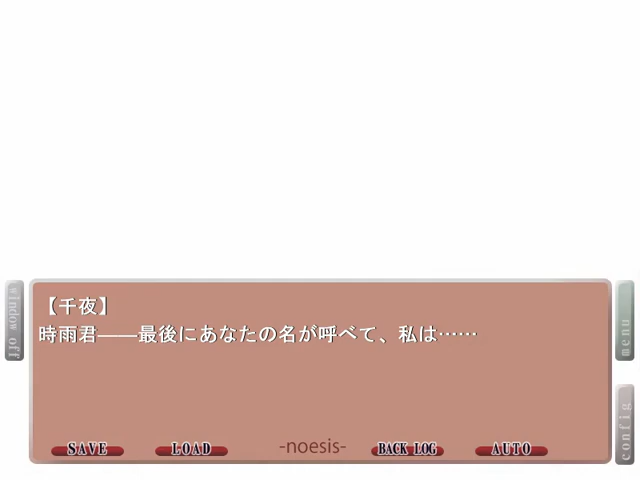 【千夜】
時雨君――最後にあなたの名が呼べて、私は……
window off
menu
config
SAVE
LOAD
-noesis-
BACK LOG
AUTO